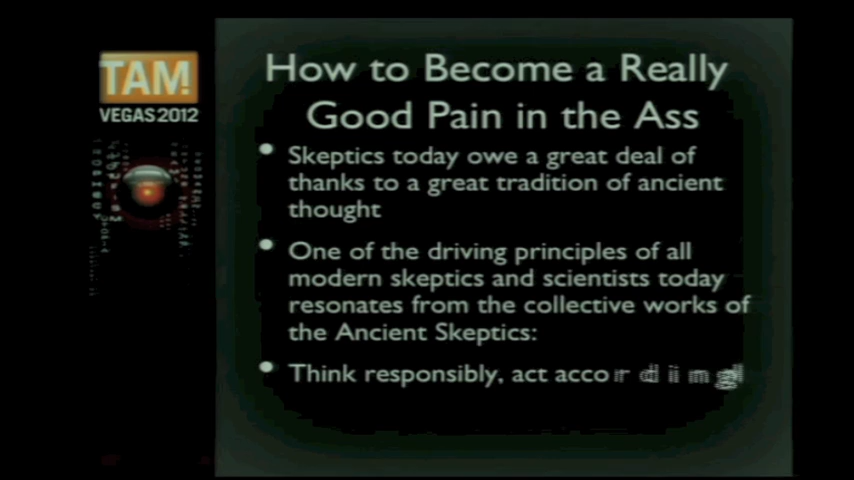 TAM!
VEGAS 2012
How to Become a Really
Good Pain in the Ass
Skeptics today owe a great deal of
thanks to a great tradition of ancient
thought
One of the driving principles of all
modern skeptics and scientists today
resonates from the collective works of
the Ancient Skeptics:
Think responsibly, act